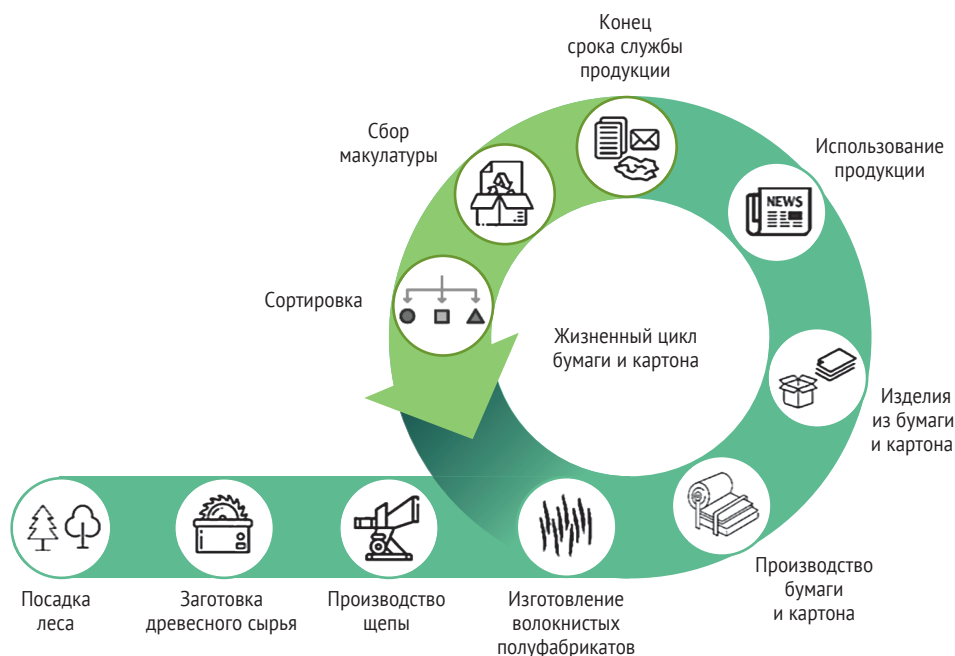 Конец
срока службы
продукции
Сбор
макулатуры
Использование
продукции
NEWS
Сортировка
Жизненный цикл
бумаги и картона
Изделия
из бумаги
и картона
Производство
бумаги
и картона
Посадка
леса
Заготовка
древесного сырья
Производство
щепы
Изготовление
волокнистых
полуфабрикатов